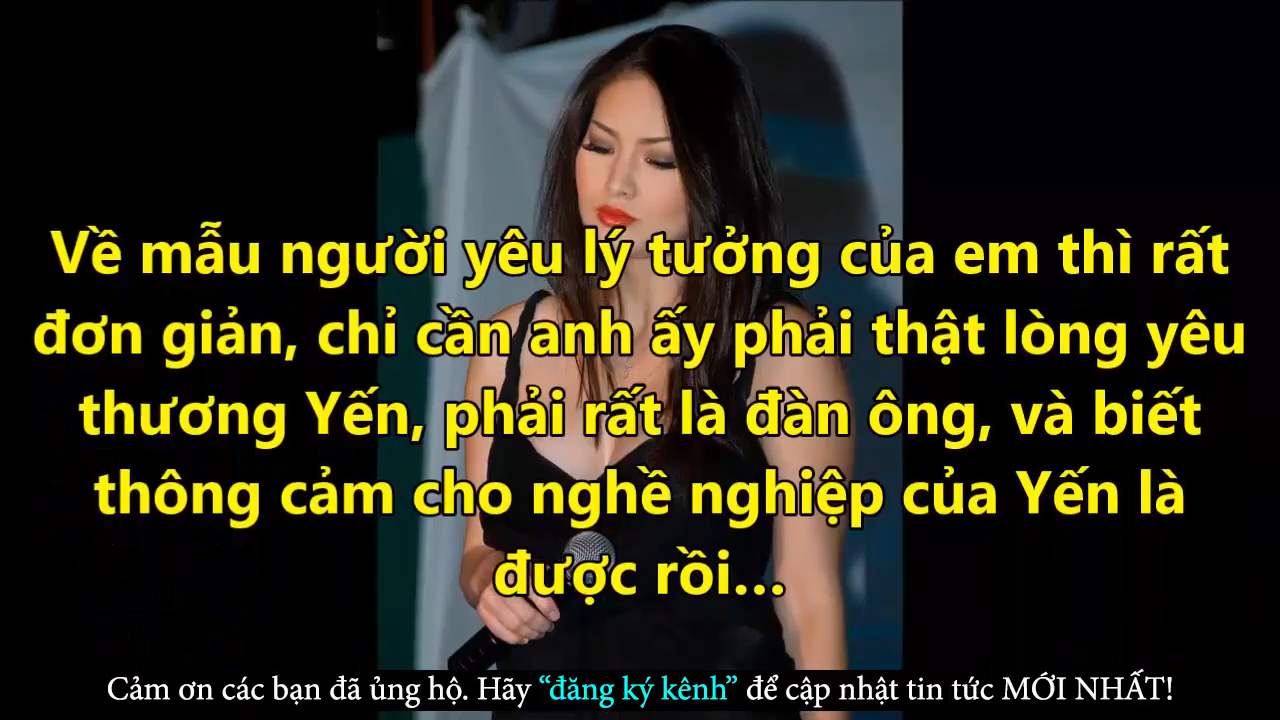 Về mẫu người yêu lý tưởng của em thì rất
đơn giản, chỉ cần anh ấy phải thật lòng yêu
thương Yến, phải rất là đàn ông, và biết
thông cảm cho nghề nghiệp của Yến là
được rồi...
Cảm ơn các bạn đã ủng hộ. Hãy “đăng ký kênh” để cập nhật tin tức MỚI NHẤT!